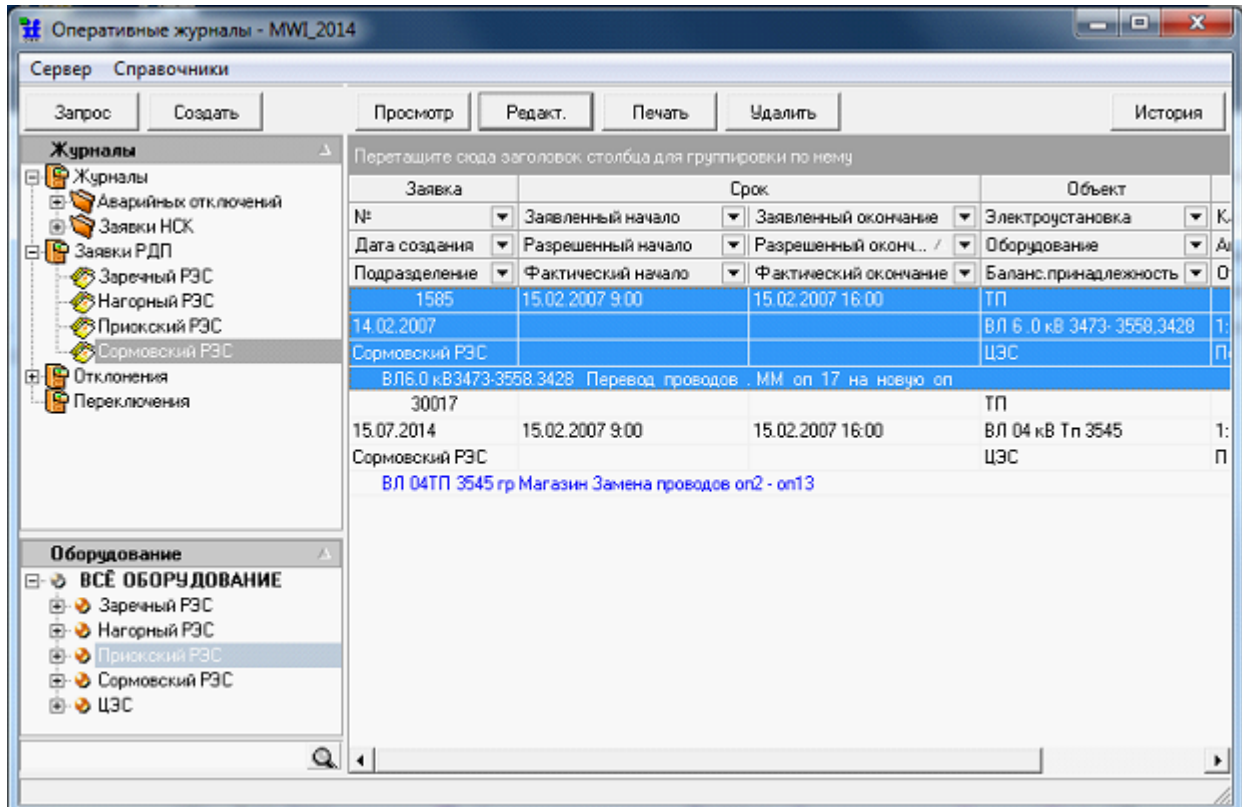 Оперативные журналы - MWI_2014
Сервер Справочники
Запрос Создать Просмотр Редакт. Печать Удалить История
Журналы
Журналы
Аварийных отключений
Заявки НСК
Заявки РДП
Заречный РЭС
Нагорный РЭС
Приокский РЭС
Сормовский РЭС
Отклонения
Переключения
Оборудование
ВСЁ ОБОРУДОВАНИЕ
Заречный РЭС
Нагорный РЭС
Приокский РЭС
Сормовский РЭС
ЦЭС
Перетащите сюда заголовок столбца для группировки по нему
Заявка Срок Объект
№ Заявленный начало Заявленный окончание Электроустановка
Дата создания Разрешенный начало Разрешенный оконч... Оборудование
Подразделение Фактический начало Фактический окончание Баланс.принадлежность
1585 15.02.2007 9:00 15.02.2007 16:00 ТП
14.02.2007 ВЛ 6 .0 кВ 3473- 3558,3428 1:
Сормовский РЭС ЦЭС
ВЛ6.0 кВ3473-3558.3428 Перевод проводов . ММ оп 17 на новую оп
30017 ТП
15.07.2014 15.02.2007 9:00 15.02.2007 16:00 ВЛ 04 кВ Тп 3545 1:
Сормовский РЭС ЦЭС П
ВЛ 04ТП 3545 гр Магазин Замена проводов оп2 - оп13